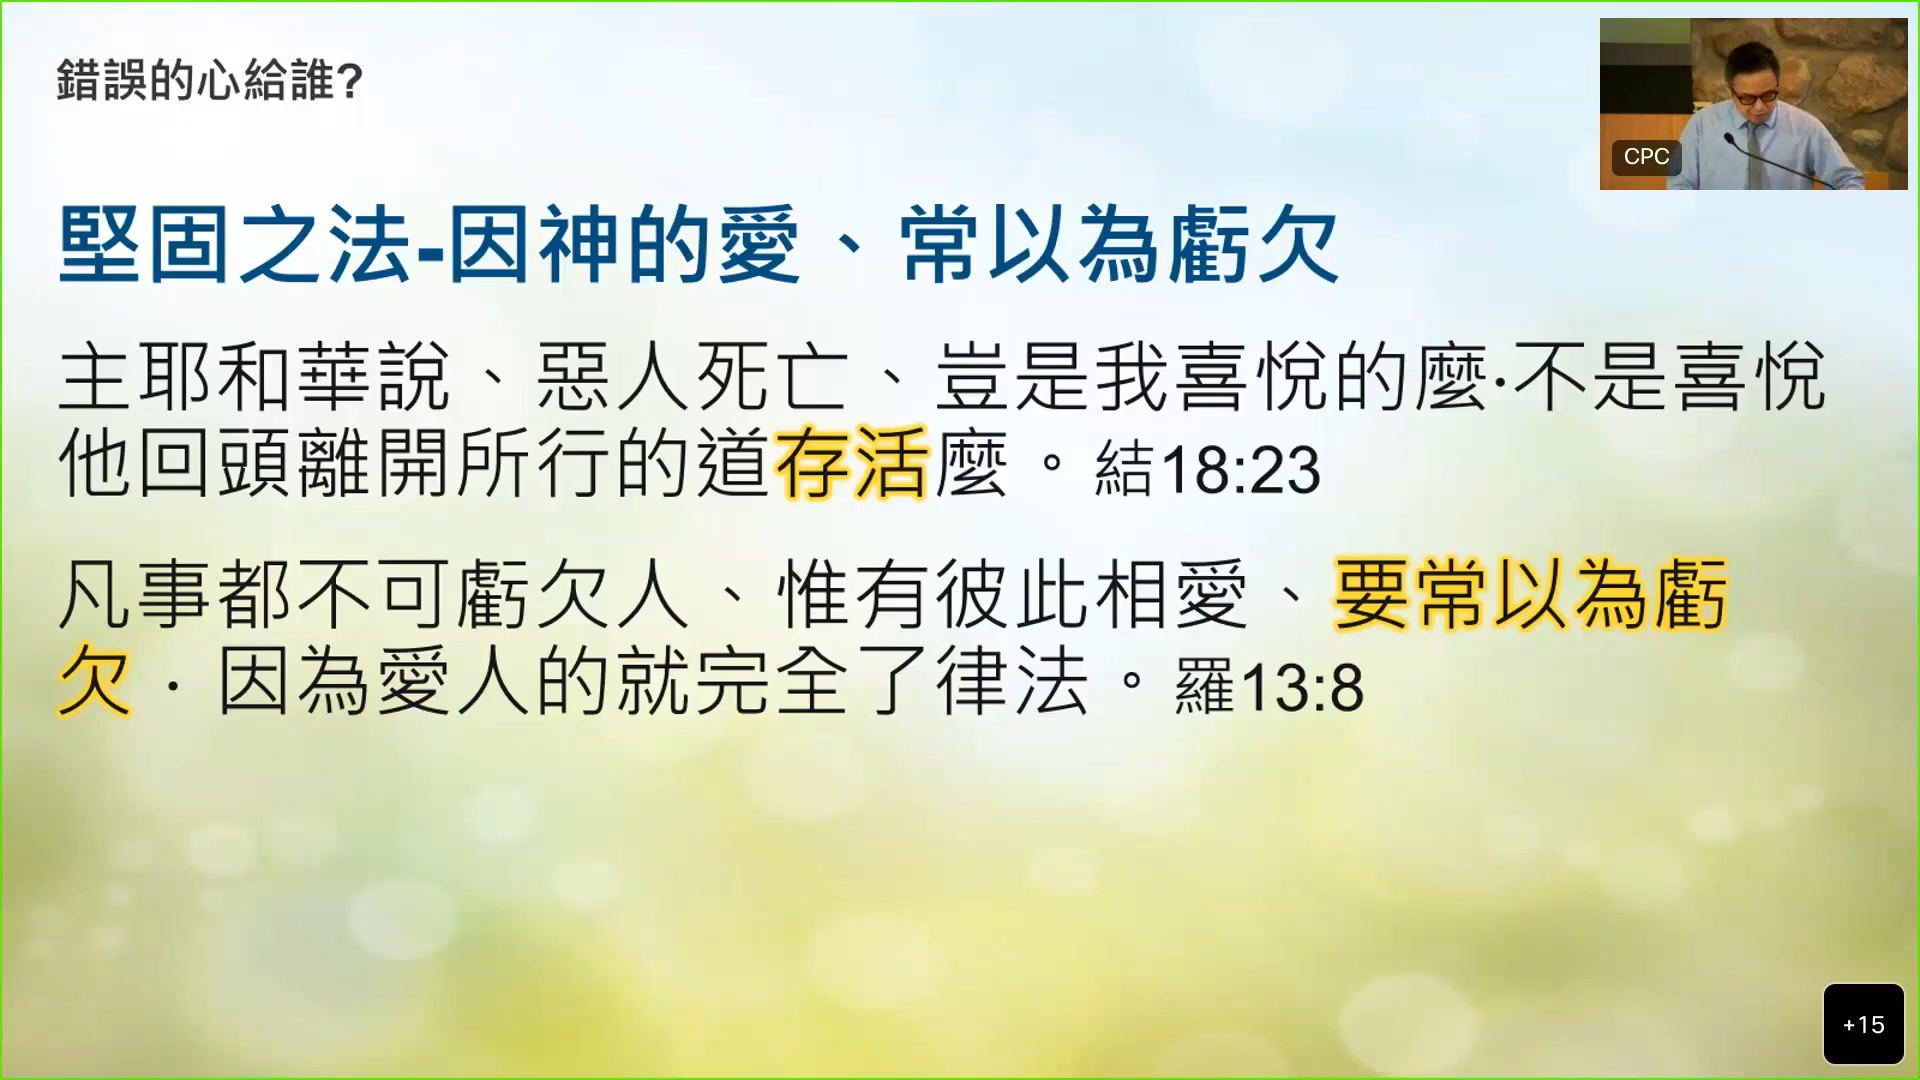 錯誤的心給誰?
CPC
堅固之法-因神的愛、常以為虧欠
主耶和華說、惡人死亡、豈是我喜悅的麼·不是喜悅
他回頭離開所行的道存活麼。結18:23
凡事都不可虧欠人、惟有彼此相愛、要常以為虧
欠．因為愛人的就完全了律法。羅13:8
+15